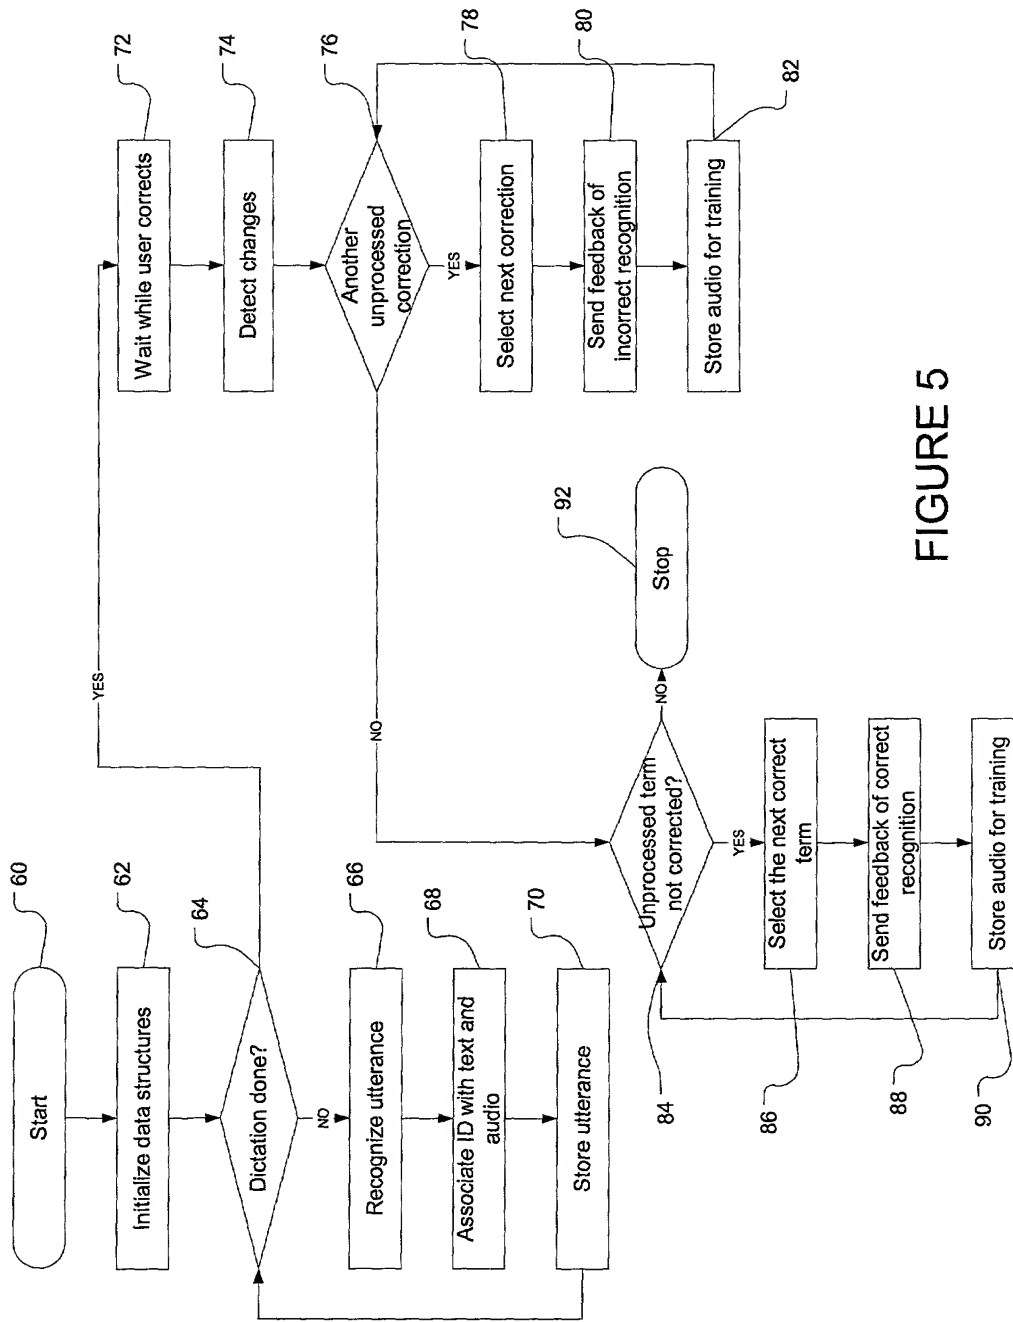 60
Start
62
Initialize data structures
64
Dictation done?
YES
NO
66
Recognize utterance
68
Associate ID with text and
audio
70
Store utterance
72
Wait while user corrects
74
Detect changes
76
Another
unprocessed
correction
NO
YES
78
Select next correction
80
Send feedback of
incorrect recognition
82
Store audio for training
84
Unprocessed term
not corrected?
NO
92
Stop
YES
86
Select the next correct
term
88
Send feedback of correct
recognition
90
Store audio for training
FIGURE 5